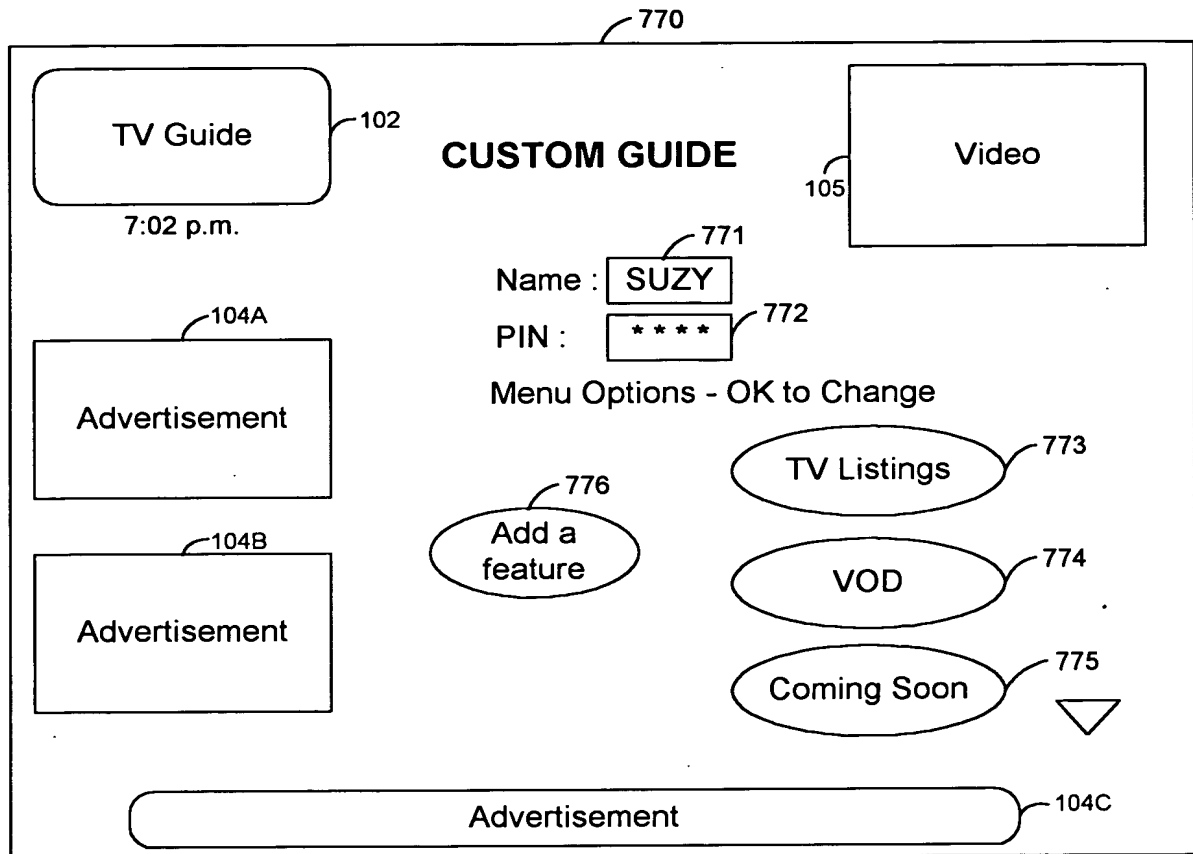 770
TV Guide
102
CUSTOM GUIDE
Video
105
7:02 p.m.
771
Name : SUZY
PIN : * * * *
772
Menu Options - OK to Change
104A
Advertisement
TV Listings
773
776
Add a
feature
104B
Advertisement
VOD
774
Coming Soon
775
Advertisement
104C